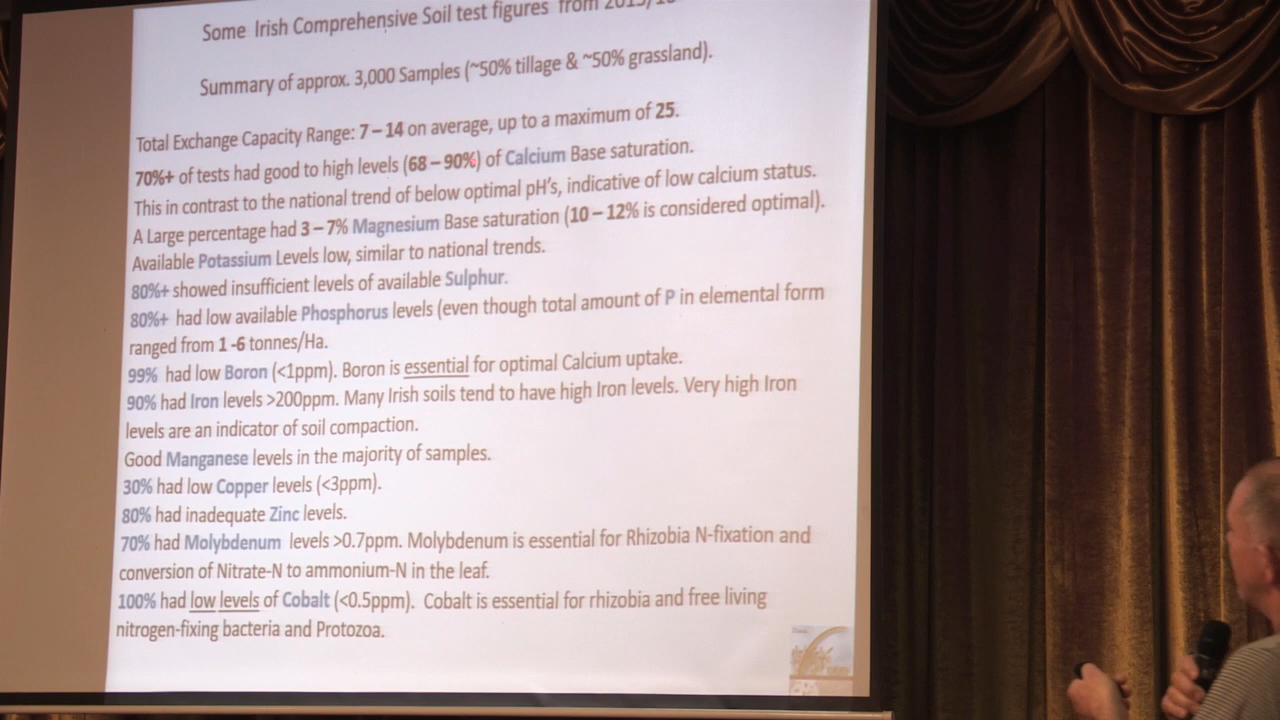 Some Irish Comprehensive Soil test figures from
Summary of approx. 3,000 Samples (~50% tillage & ~50% grassland).
Total Exchange Capacity Range: 7 – 14 on average, up to a maximum of 25.
70%+ of tests had good to high levels (68 – 90%) of Calcium Base saturation.
This in contrast to the national trend of below optimal pH's, indicative of low calcium status.
A Large percentage had 3 – 7% Magnesium Base saturation (10 – 12% is considered optimal).
Available Potassium Levels low, similar to national trends.
80%+ showed insufficient levels of available Sulphur.
80%+ had low available Phosphorus levels (even though total amount of P in elemental form
ranged from 1 -6 tonnes/Ha.
99% had low Boron (<1ppm). Boron is essential for optimal Calcium uptake.
90% had Iron levels >200ppm. Many Irish soils tend to have high Iron levels. Very high Iron
levels are an indicator of soil compaction.
Good Manganese levels in the majority of samples.
30% had low Copper levels (<3ppm).
80% had inadequate Zinc levels.
70% had Molybdenum levels >0.7ppm. Molybdenum is essential for Rhizobia N-fixation and
conversion of Nitrate-N to ammonium-N in the leaf.
100% had low levels of Cobalt (<0.5ppm). Cobalt is essential for rhizobia and free living
nitrogen-fixing bacteria and Protozoa.